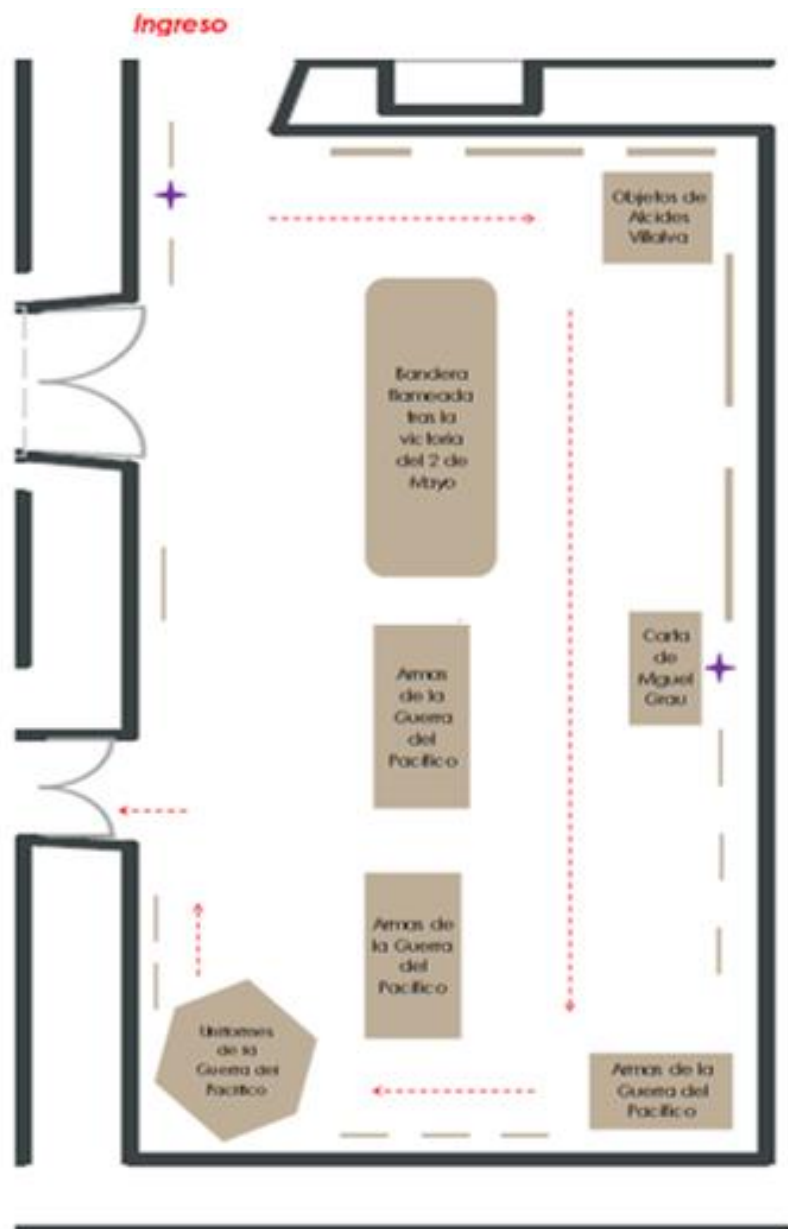 Ingreso
Objetos de
Alcides
Villalva
Bandera
flameada
tras la
victoria
del 2 de
Mayo
Carta
de
Miguel
Grau
Armas
de la
Guerra
del
Pacífico
Armas de
la Guerra
del
Pacífico
Uniformes
de la
Guerra del
Pacífico
Armas de la
Guerra del
Pacífico